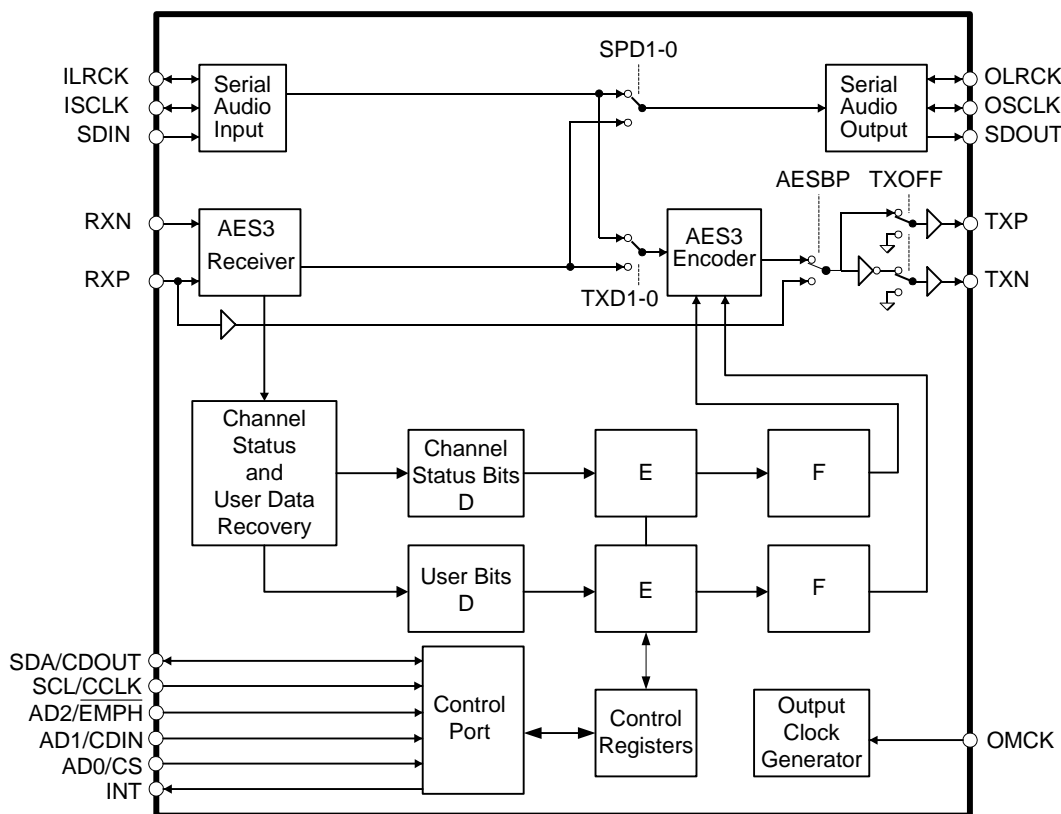 SPD1-0
ILRCK
ISCLK
SDIN
Serial
Audio
Input
Serial
Audio
Output
OLRCK
OSCLK
SDOUT
AESBP
TXOFF
RXN
RXP
AES3
Receiver
AES3
Encoder
TXD1-0
TXP
TXN
Channel
Status
and
User Data
Recovery
Channel
Status Bits
D
E
F
User Bits
D
E
F
SDA/CDOUT
SCL/CCLK
AD2/EMPH
AD1/CDIN
AD0/CS
INT
Control
Port
Control
Registers
Output
Clock
Generator
OMCK